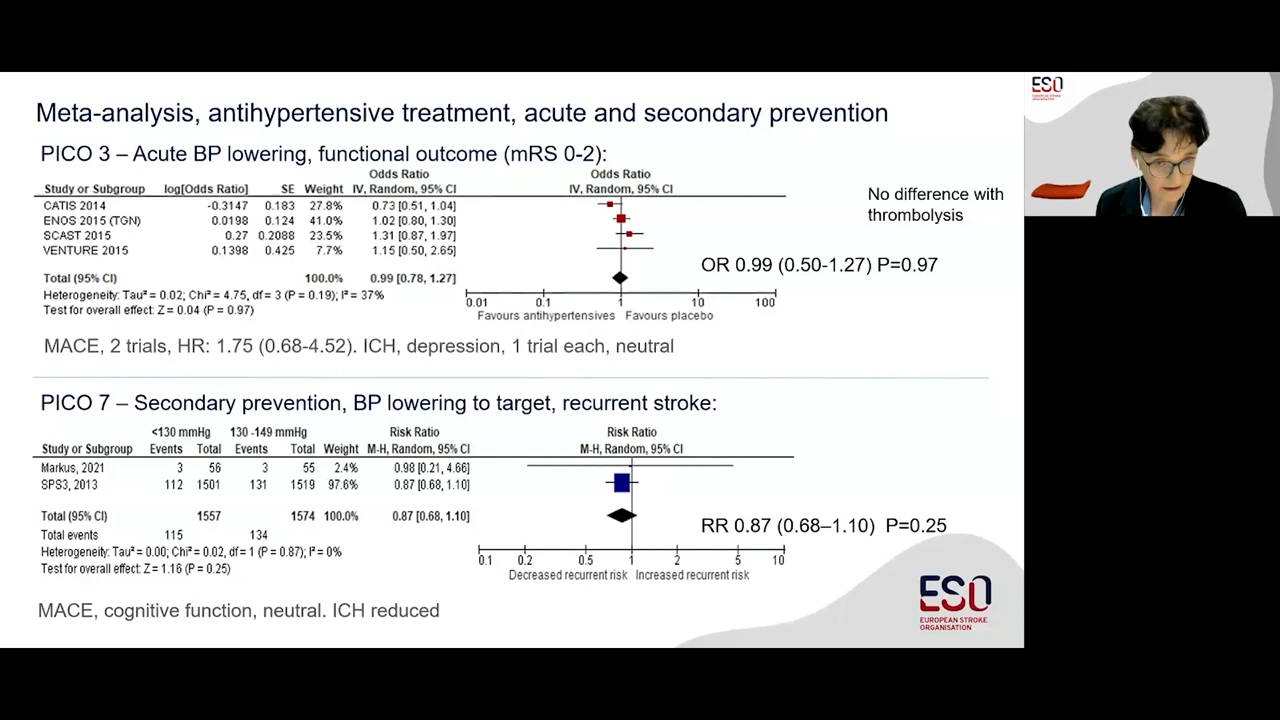 Meta-analysis, antihypertensive treatment, acute and secondary prevention
PICO 3 – Acute BP lowering, functional outcome (mRS 0-2):
Odds Ratio Odds Ratio
Study or Subgroup log[Odds Ratio] SE Weight IV, Random, 95% CI IV, Random, 95% CI
CATIS 2014 -0.3147 0.183 27.8% 0.73 [0.51, 1.04]
ENOS 2015 (TGN) 0.0198 0.124 41.0% 1.02 [0.80, 1.30]
SCAST 2015 0.27 0.2088 23.5% 1.31 [0.87, 1.97]
VENTURE 2015 0.1398 0.425 7.7% 1.15 [0.50, 2.65]
Total (95% CI) 100.0% 0.99 [0.78, 1.27]
Heterogeneity: Tau² = 0.02; Chi² = 4.75, df = 3 (P = 0.19); I² = 37%
Test for overall effect: Z = 0.04 (P = 0.97)
0.01 0.1 1 10 100
Favours antihypertensives Favours placebo
No difference with
thrombolysis
OR 0.99 (0.50-1.27) P=0.97
MACE, 2 trials, HR: 1.75 (0.68-4.52). ICH, depression, 1 trial each, neutral
PICO 7 – Secondary prevention, BP lowering to target, recurrent stroke:
<130 mmHg 130 -149 mmHg Risk Ratio Risk Ratio
Study or Subgroup Events Total Events Total Weight M-H, Random, 95% CI M-H, Random, 95% CI
Markus, 2021 3 56 3 55 2.4% 0.98 [0.21, 4.66]
SPS3, 2013 112 1501 131 1519 97.6% 0.87 [0.68, 1.10]
Total (95% CI) 1557 1574 100.0% 0.87 [0.68, 1.10]
Total events 115 134
Heterogeneity: Tau² = 0.00; Chi² = 0.02, df = 1 (P = 0.87); I² = 0%
Test for overall effect: Z = 1.16 (P = 0.25)
0.1 0.2 0.5 1 2 5 10
Decreased recurrent risk Increased recurrent risk
RR 0.87 (0.68–1.10) P=0.25
MACE, cognitive function, neutral. ICH reduced
ESO
EUROPEAN STROKE
ORGANISATION
ESO
EUROPEAN STROKE
ORGANISATION